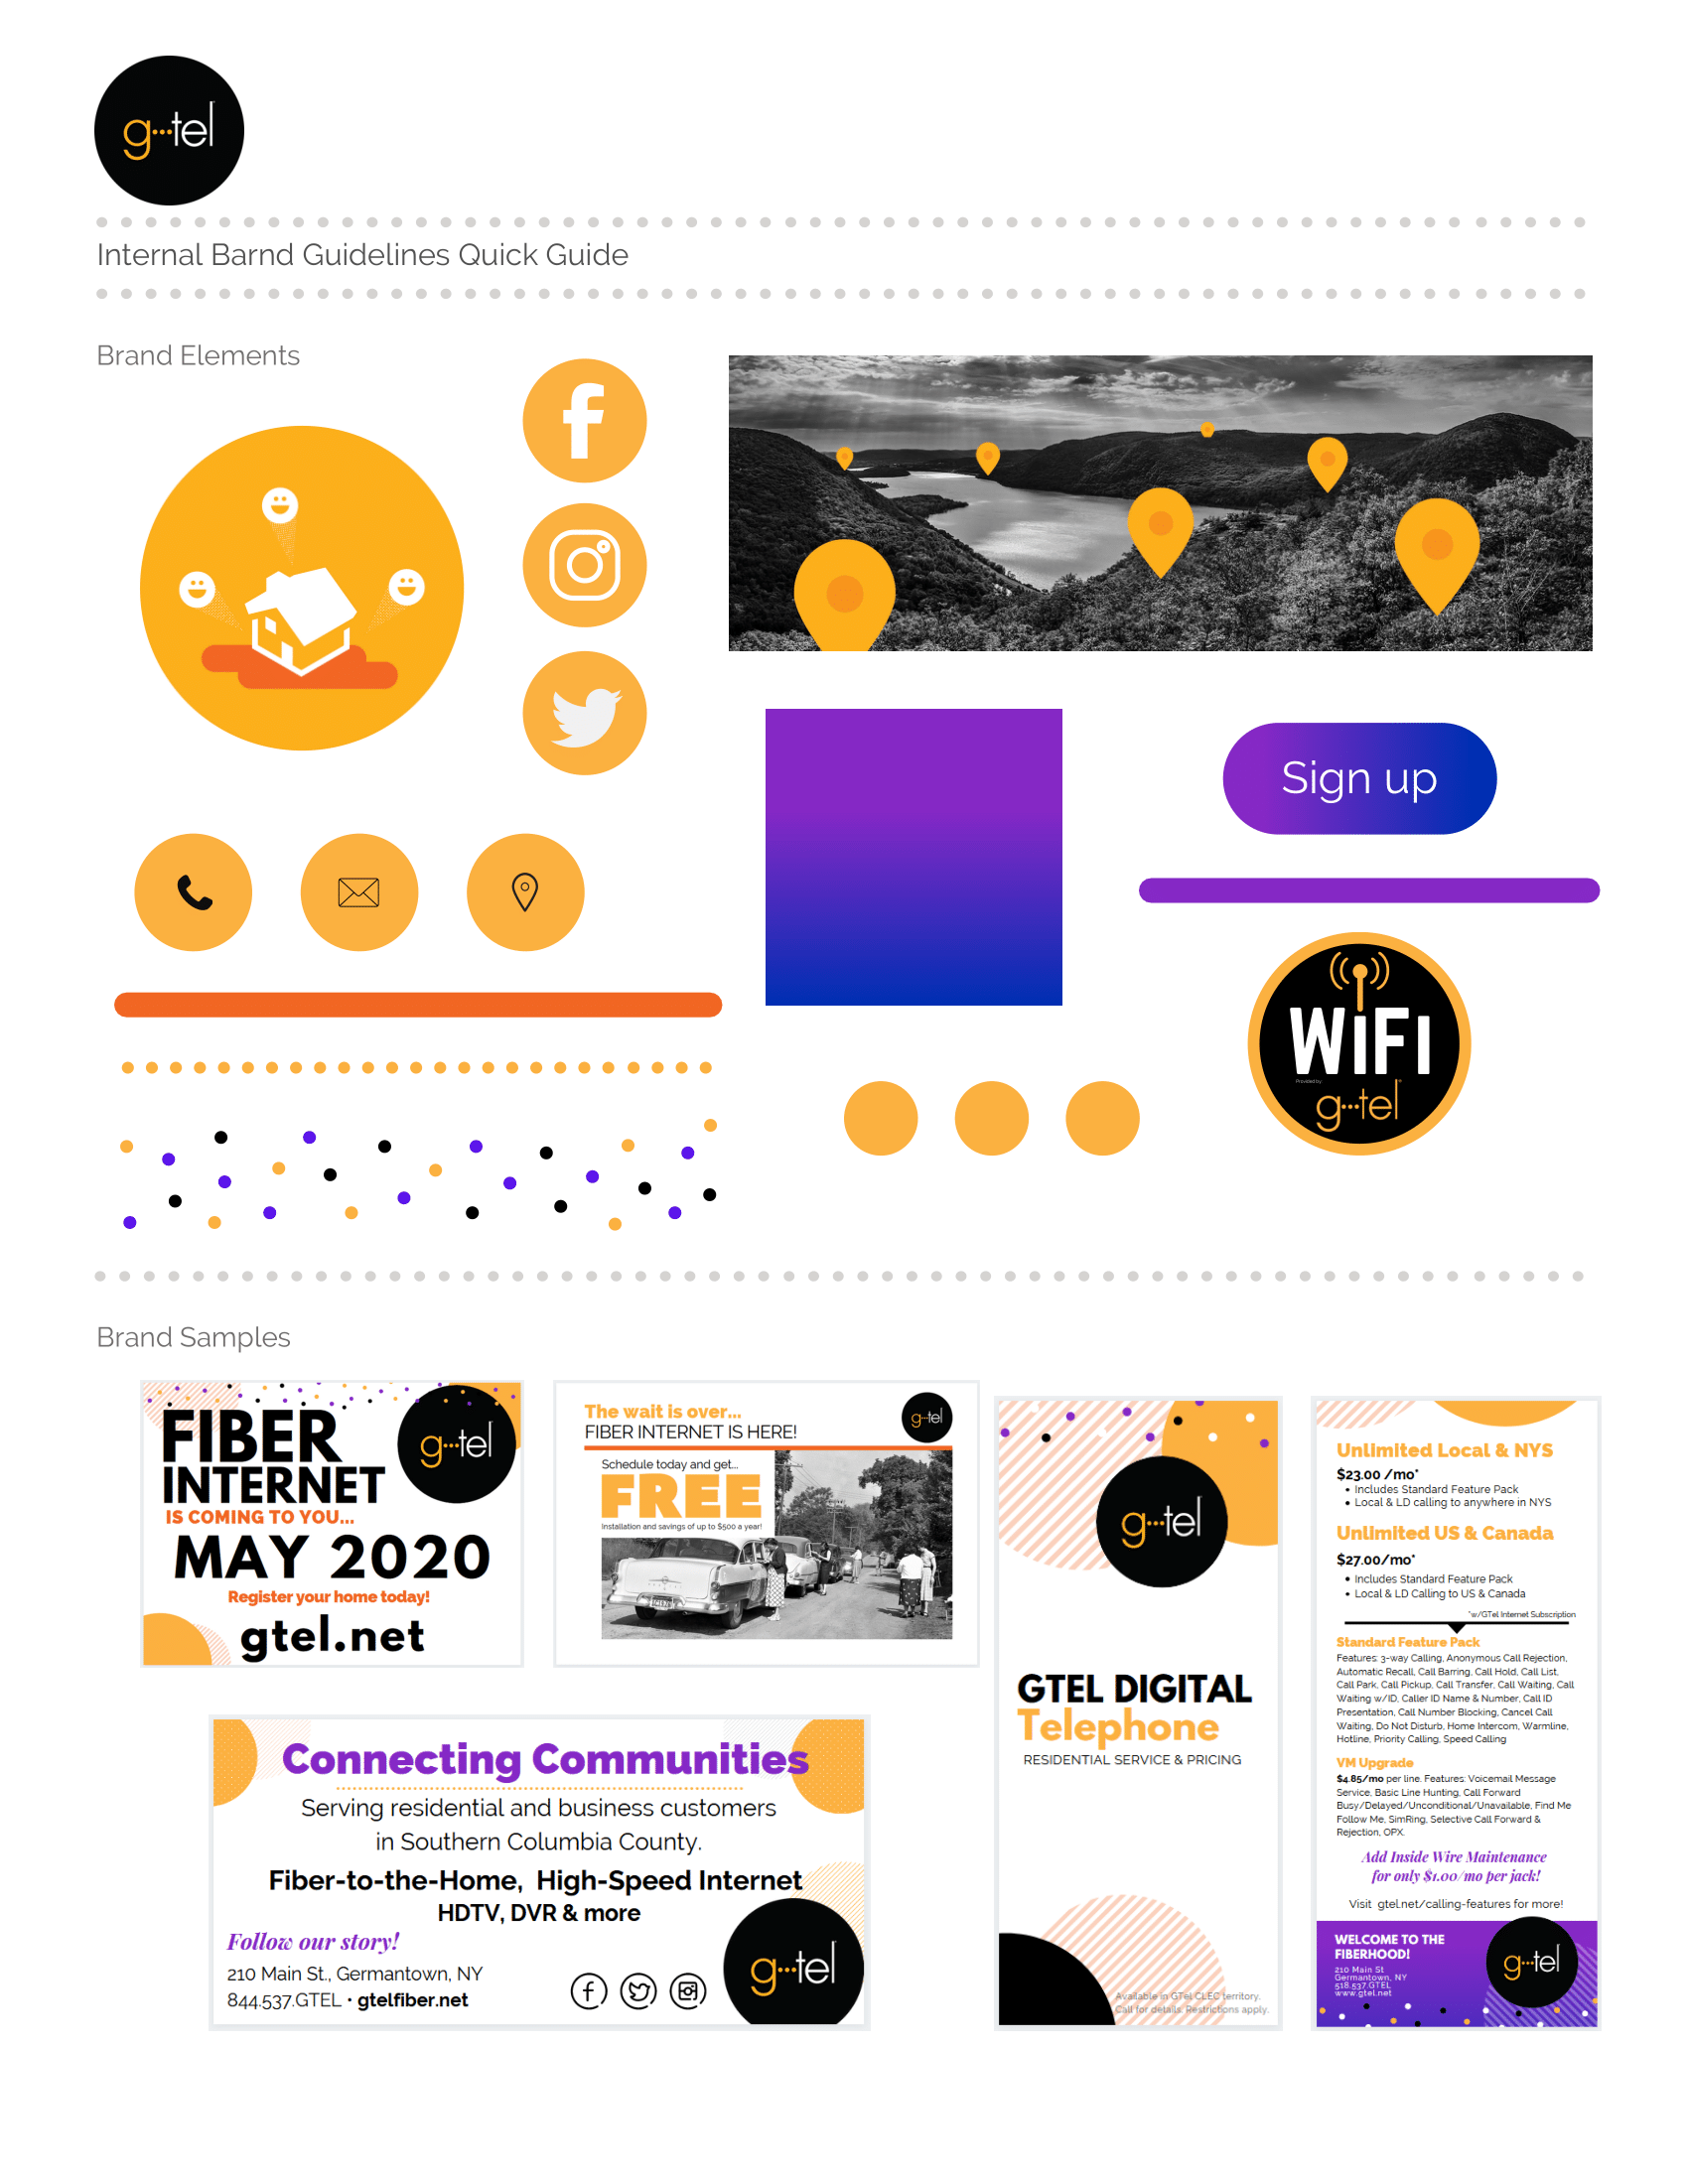 g···tel
Internal Barnd Guidelines Quick Guide
Brand Elements
Sign up
WiFi
Provided by
g···tel
Brand Samples
FIBER
INTERNET
IS COMING TO YOU...
MAY 2020
Register your home today!
gtel.net
g···tel
The wait is over...
FIBER INTERNET IS HERE!
g···tel
Schedule today and get...
FREE
Installation and savings of up to $500 a year!
Connecting Communities
Serving residential and business customers
in Southern Columbia County.
Fiber-to-the-Home, High-Speed Internet
HDTV, DVR & more
Follow our story!
210 Main St., Germantown, NY
844.537.GTEL • gtelfiber.net
g···tel
g···tel
GTEL DIGITAL
Telephone
RESIDENTIAL SERVICE & PRICING
Available in GTel CLEC territory.
Call for details. Restrictions apply.
Unlimited Local & NYS
$23.00 /mo*
• Includes Standard Feature Pack
• Local & LD calling to anywhere in NYS
Unlimited US & Canada
$27.00/mo*
• Includes Standard Feature Pack
• Local & LD Calling to US & Canada
*w/GTel Internet Subscription
Standard Feature Pack
Features: 3-way Calling, Anonymous Call Rejection,
Automatic Recall, Call Barring, Call Hold, Call List,
Call Park, Call Pickup, Call Transfer, Call Waiting, Call
Waiting w/ID, Caller ID Name & Number, Call ID
Presentation, Call Number Blocking, Cancel Call
Waiting, Do Not Disturb, Home Intercom, Warmline,
Hotline, Priority Calling, Speed Calling
VM Upgrade
$4.85/mo per line. Features: Voicemail Message
Service, Basic Line Hunting, Call Forward
Busy/Delayed/Unconditional/Unavailable, Find Me
Follow Me, SimRing, Selective Call Forward &
Rejection, OPX.
Add Inside Wire Maintenance
for only $1.00/mo per jack!
Visit gtel.net/calling-features for more!
WELCOME TO THE
FIBERHOOD!
210 Main St
Germantown, NY
518.537.GTEL
www.gtel.net
g···tel